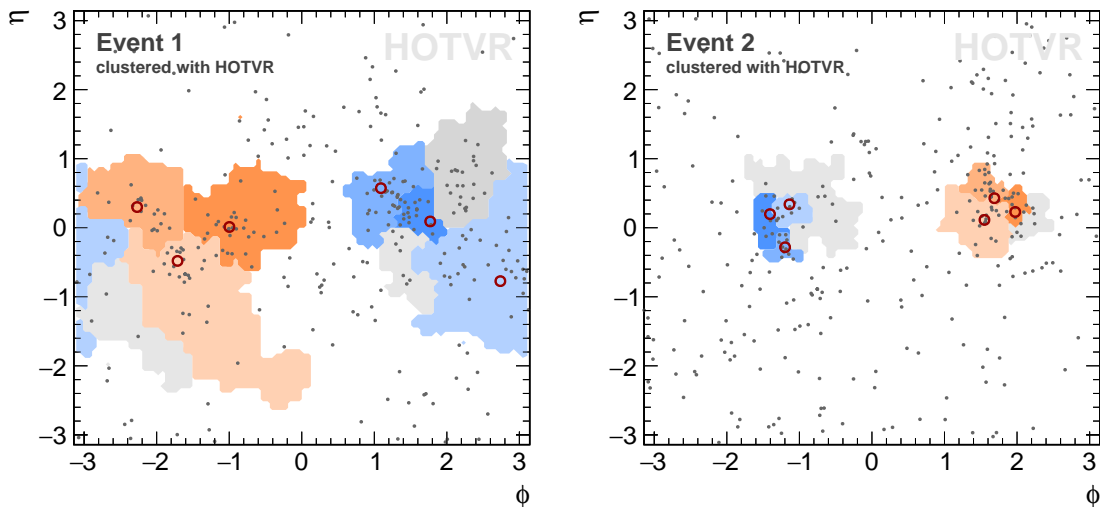 η
3
2
1
0
−1
−2
−3
Event 1
clustered with HOTVR
HOTVR
−3 −2 −1 0 1 2 3
ϕ
η
3
2
1
0
−1
−2
−3
Event 2
clustered with HOTVR
HOTVR
−3 −2 −1 0 1 2 3
ϕ